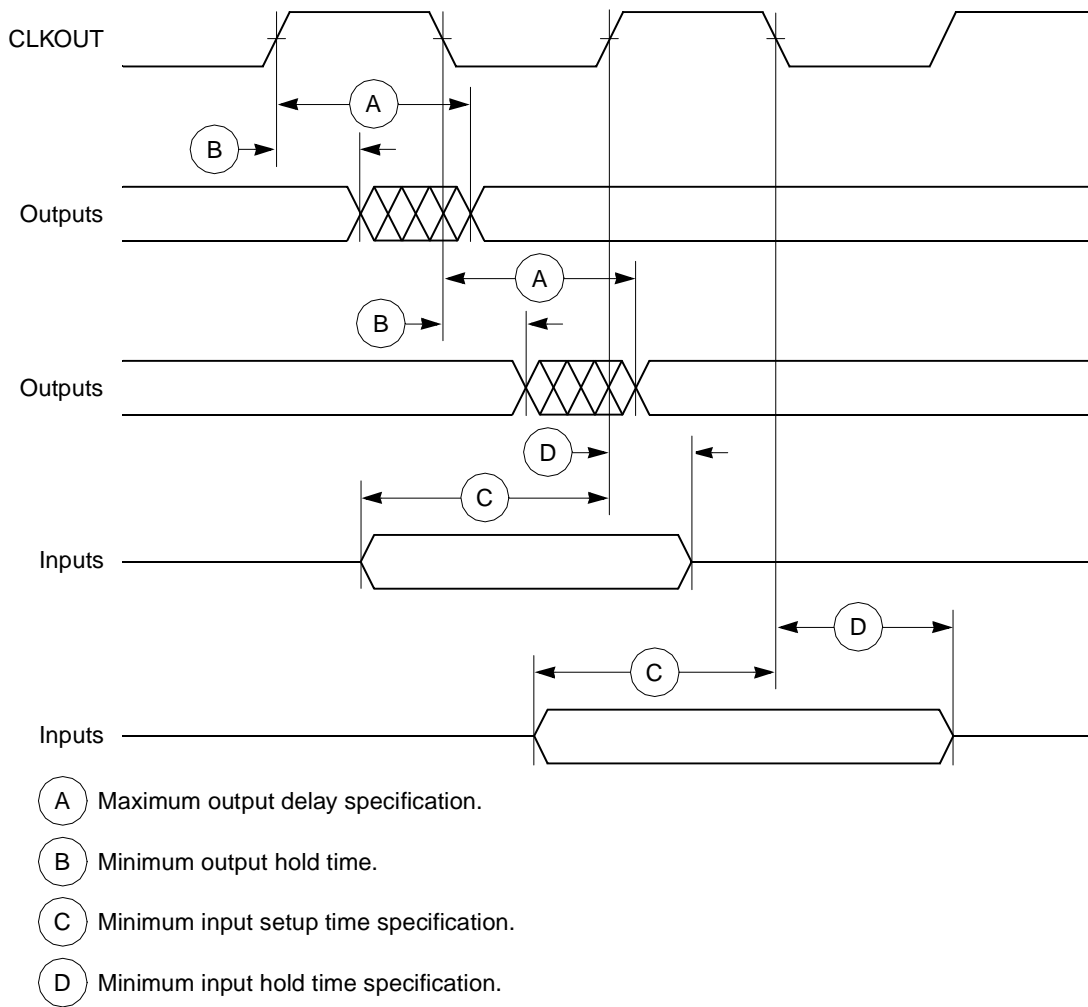 CLKOUT
A
B
Outputs
A
B
Outputs
D
C
Inputs
D
C
Inputs
A Maximum output delay specification.
B Minimum output hold time.
C Minimum input setup time specification.
D Minimum input hold time specification.